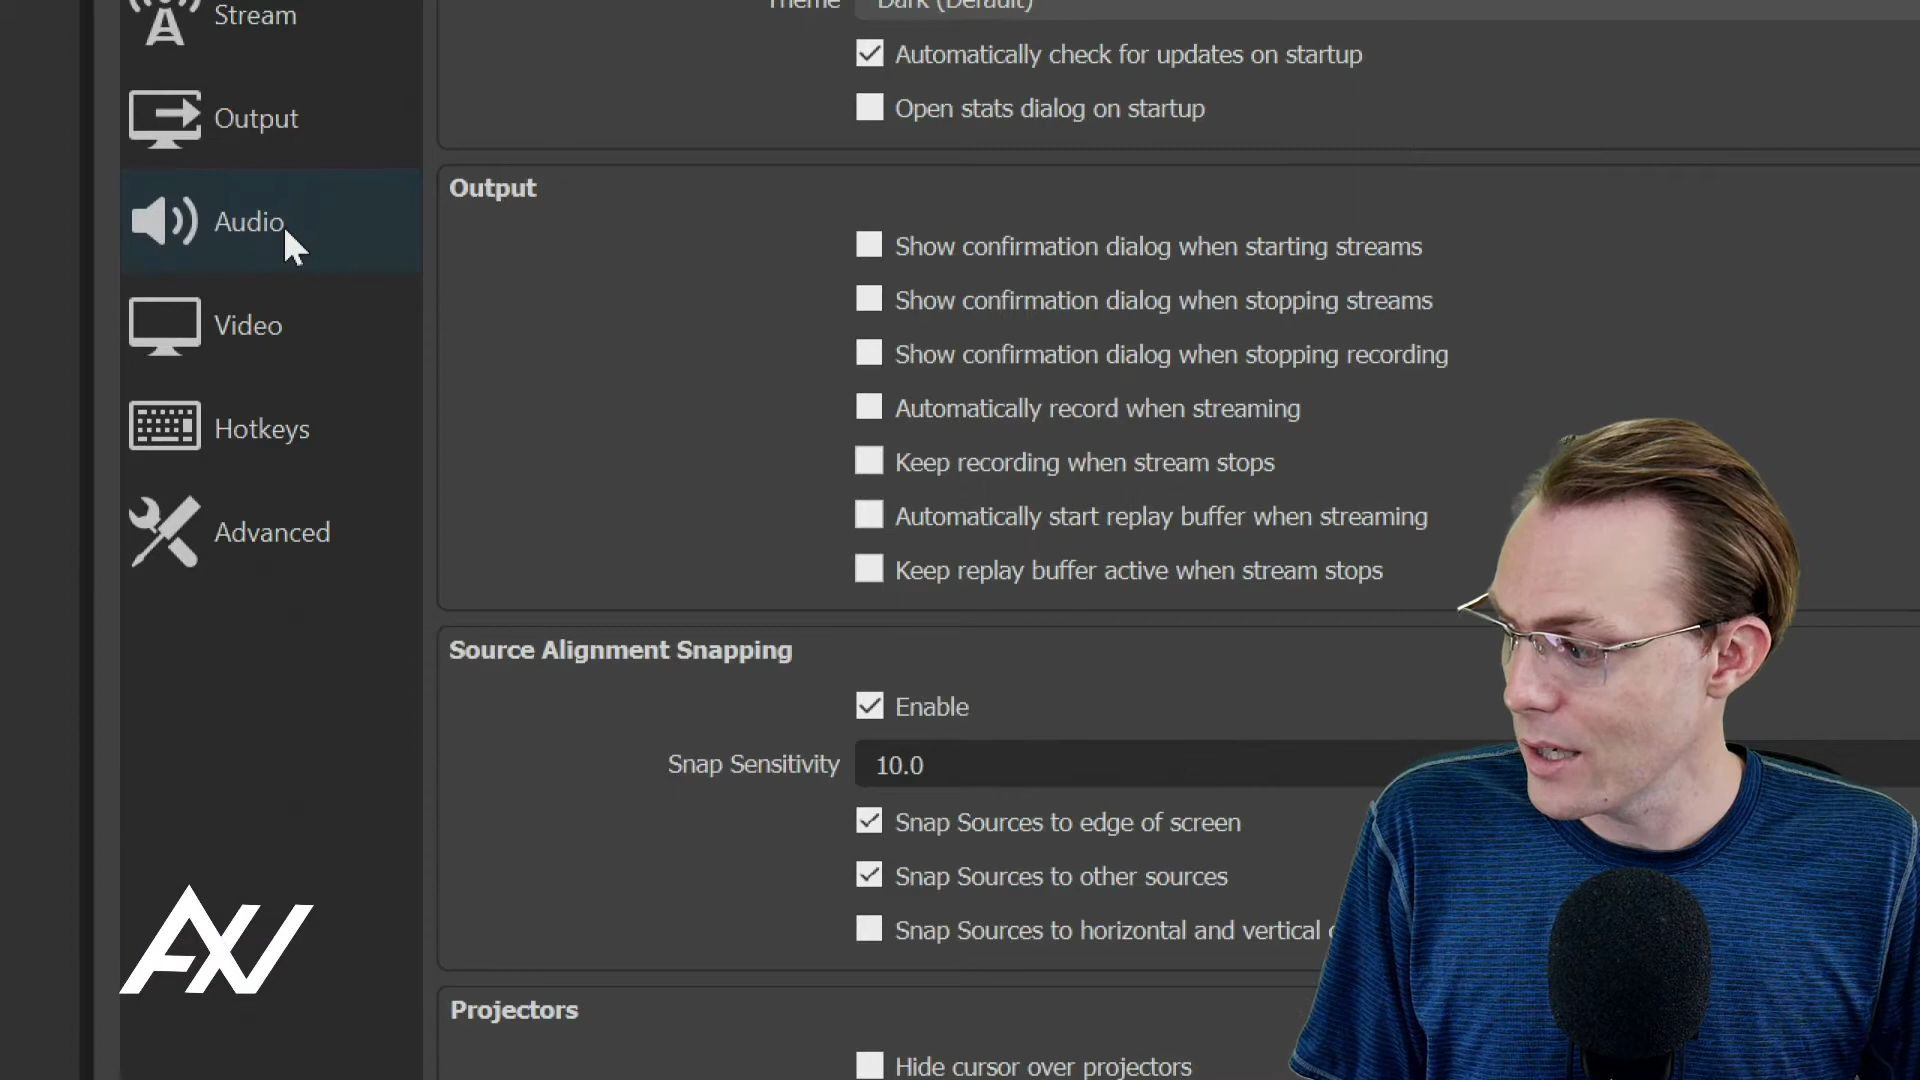 Stream
Output
Audio
Video
Hotkeys
Advanced
Theme Dark (Default)
Automatically check for updates on startup
Open stats dialog on startup
Output
Show confirmation dialog when starting streams
Show confirmation dialog when stopping streams
Show confirmation dialog when stopping recording
Automatically record when streaming
Keep recording when stream stops
Automatically start replay buffer when streaming
Keep replay buffer active when stream stops
Source Alignment Snapping
Enable
Snap Sensitivity 10.0
Snap Sources to edge of screen
Snap Sources to other sources
Snap Sources to horizontal and vertical
Projectors
Hide cursor over projectors